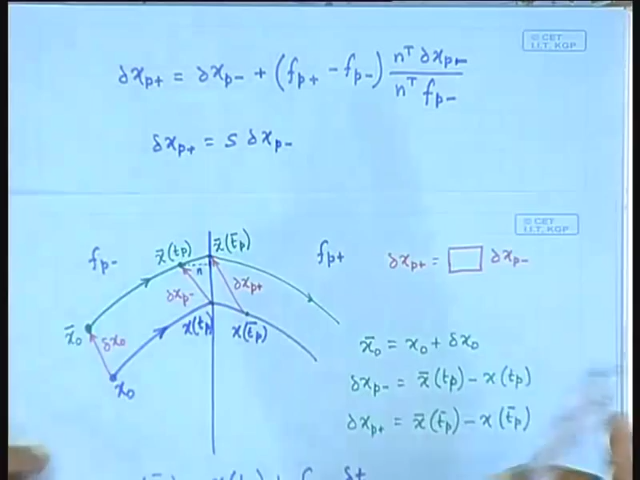 © CET
I.I.T. KGP
δx_{p+} = δx_{p-} + (f_{p+} - f_{p-}) \frac{n^T δx_{p-}}{n^T f_{p-}}
δx_{p+} = S δx_{p-}
© CET
I.I.T. KGP
f_{p-} x̄(t_p) x̄(t̄_p) f_{p+}
δx_{p+} = □ δx_{p-}
n
δx_{p-} δx_{p+}
x̄_0 δx_0 x(t_p) x(t̄_p)
x_0
x̄_0 = x_0 + δx_0
δx_{p-} = x̄(t_p) - x(t_p)
δx_{p+} = x̄(t̄_p) - x(t̄_p)